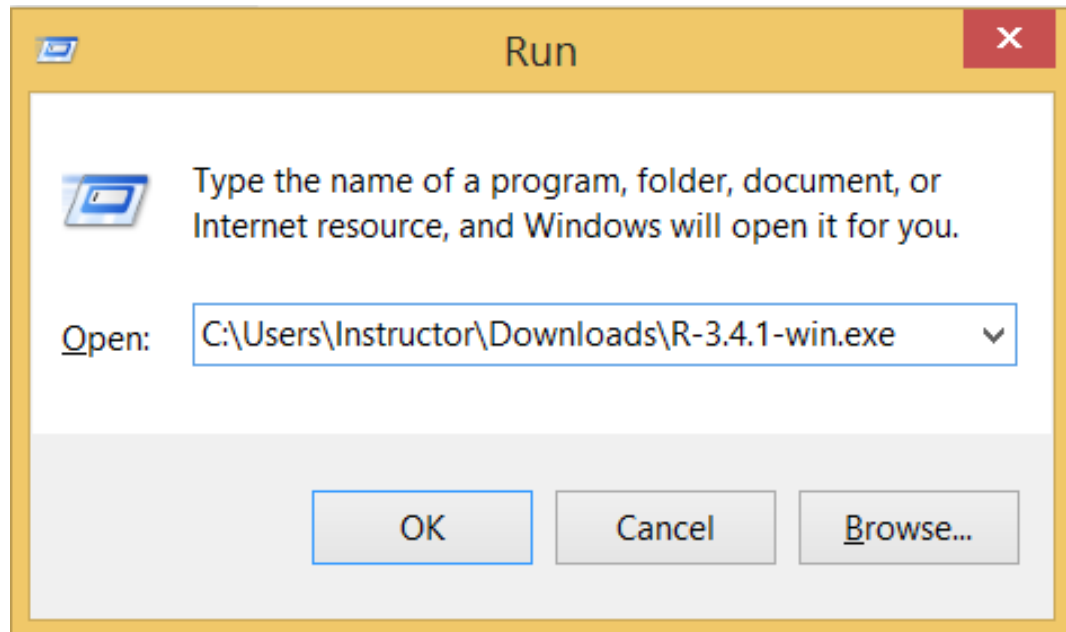 Run
Type the name of a program, folder, document, or
Internet resource, and Windows will open it for you.
Open: C:\Users\Instructor\Downloads\R-3.4.1-win.exe
OK Cancel Browse...